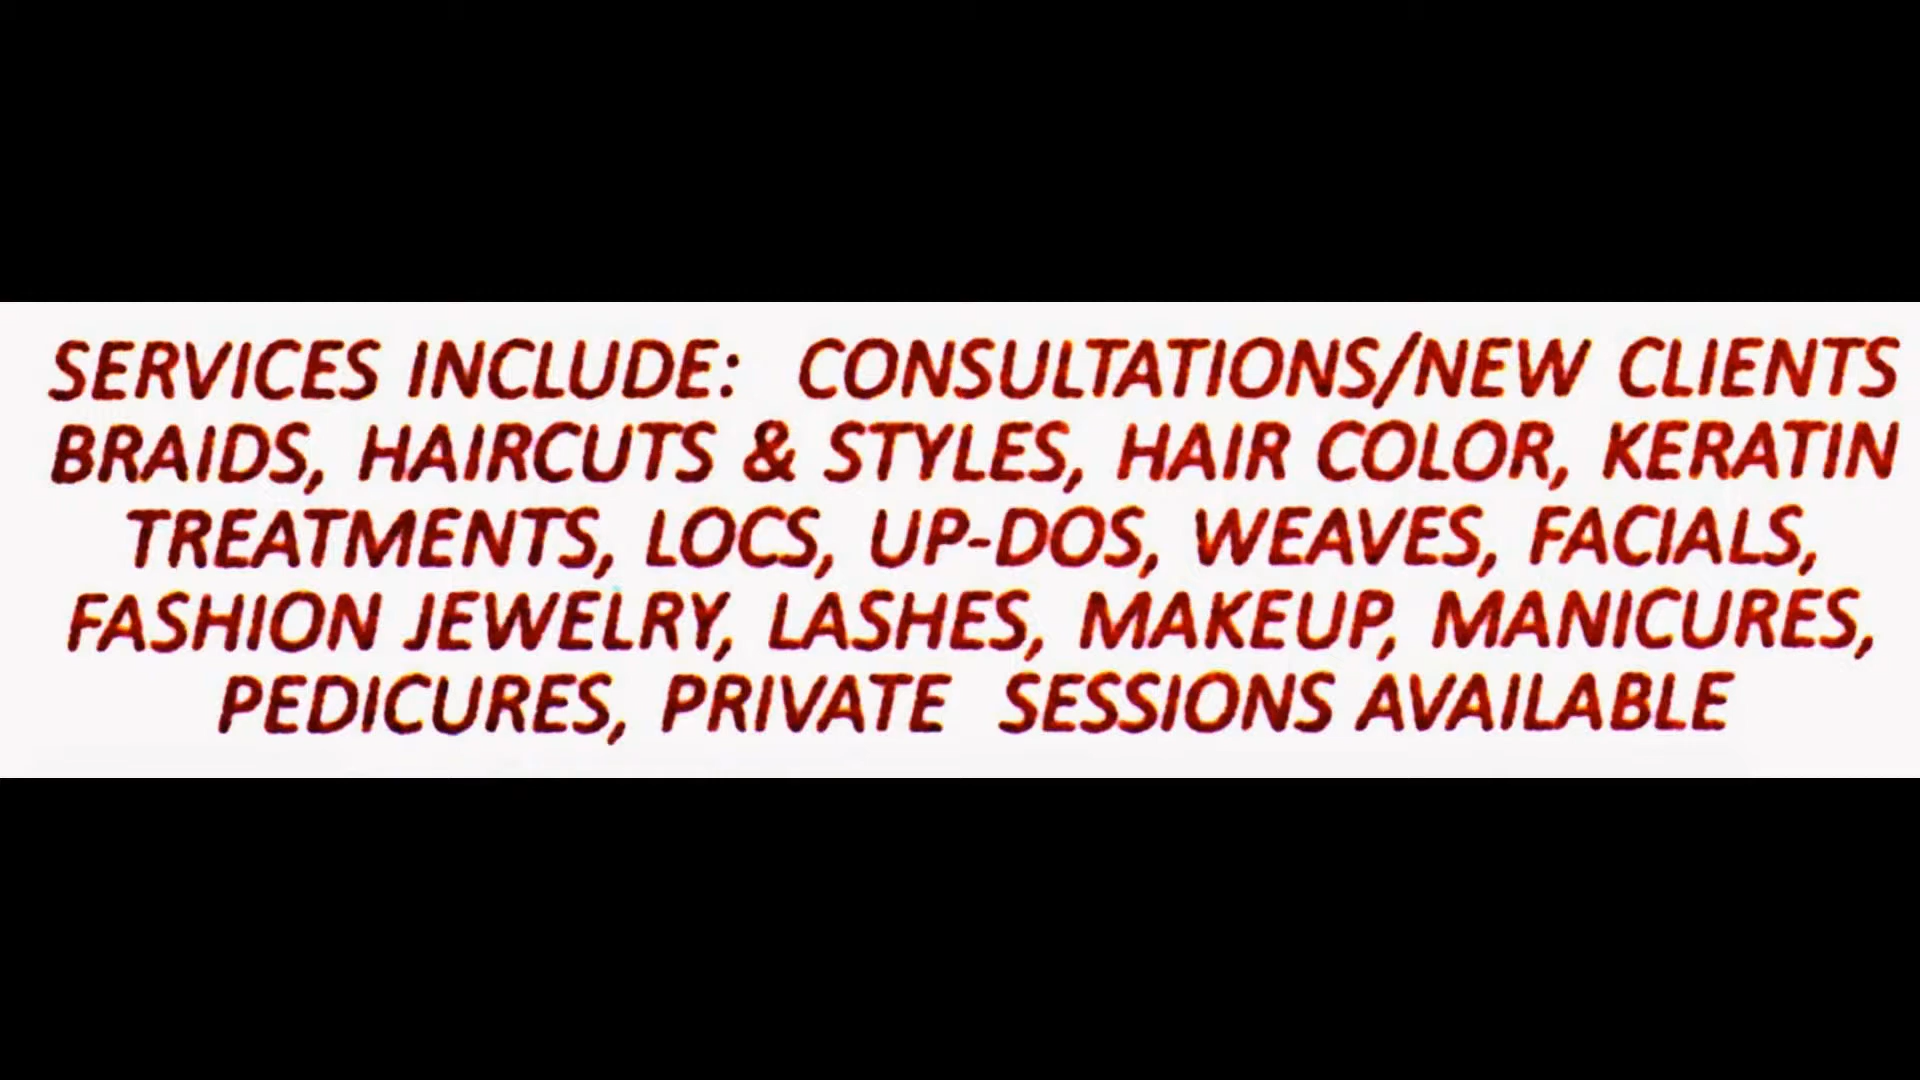 SERVICES INCLUDE:  CONSULTATIONS/NEW CLIENTS
BRAIDS, HAIRCUTS & STYLES, HAIR COLOR, KERATIN
TREATMENTS, LOCS, UP-DOS, WEAVES, FACIALS,
FASHION JEWELRY, LASHES, MAKEUP, MANICURES,
PEDICURES, PRIVATE  SESSIONS AVAILABLE